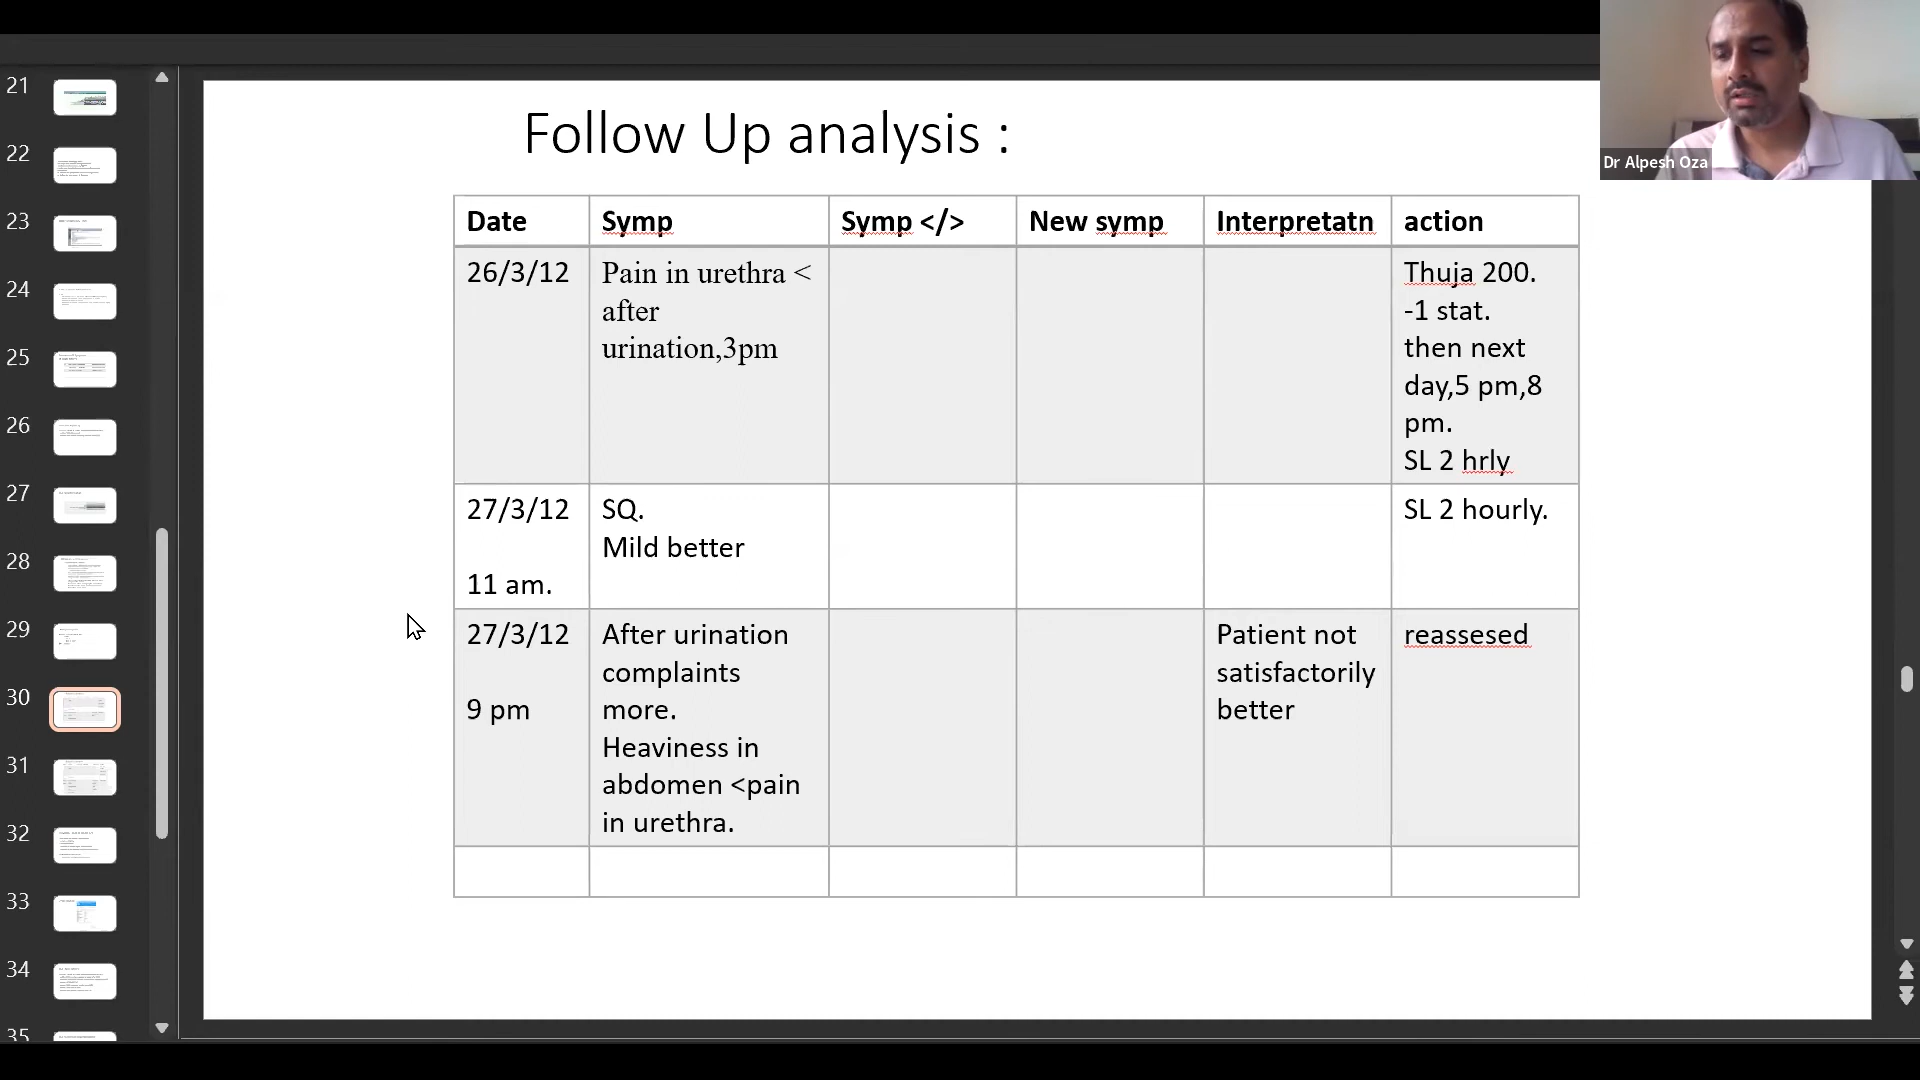 21
22
23
24
25
26
27
28
29
30
31
32
33
34
35
Follow Up analysis :
Date Symp Symp </> New symp Interpretatn action
26/3/12
Pain in urethra <
after
urination,3pm
Thuja 200.
-1 stat.
then next
day,5 pm,8
pm.
SL 2 hrly
27/3/12
11 am.
SQ.
Mild better
SL 2 hourly.
27/3/12
9 pm
After urination
complaints
more.
Heaviness in
abdomen <pain
in urethra.
Patient not
satisfactorily
better
reassesed
Dr Alpesh Oza